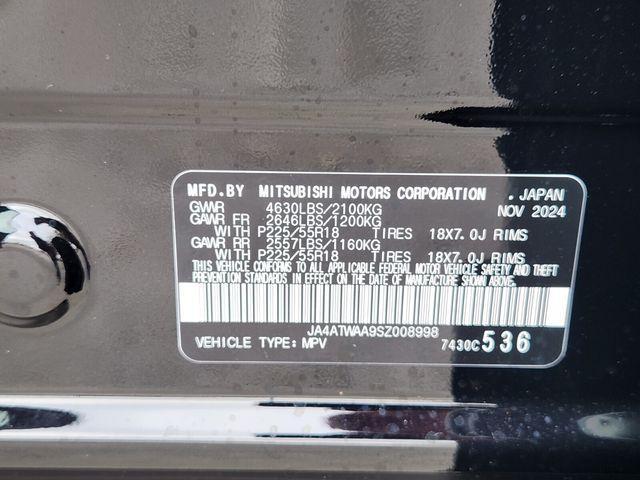 MFD.BY MITSUBISHI MOTORS CORPORATION . JAPAN
GVWR 4630LBS/2100KG NOV 2024
GAWR FR 2646LBS/1200KG
WITH P225/55R18 TIRES 18X7.0J RIMS
GAWR RR 2557LBS/1160KG
WITH P225/55R18 TIRES 18X7.0J RIMS
THIS VEHICLE CONFORMS TO ALL APPLICABLE FEDERAL MOTOR VEHICLE SAFETY AND THEFT
PREVENTION STANDARDS IN EFFECT ON THE DATE OF MANUFACTURE SHOWN ABOVE.
JA4ATWAA9SZ008998
VEHICLE TYPE:MPV 7430C536